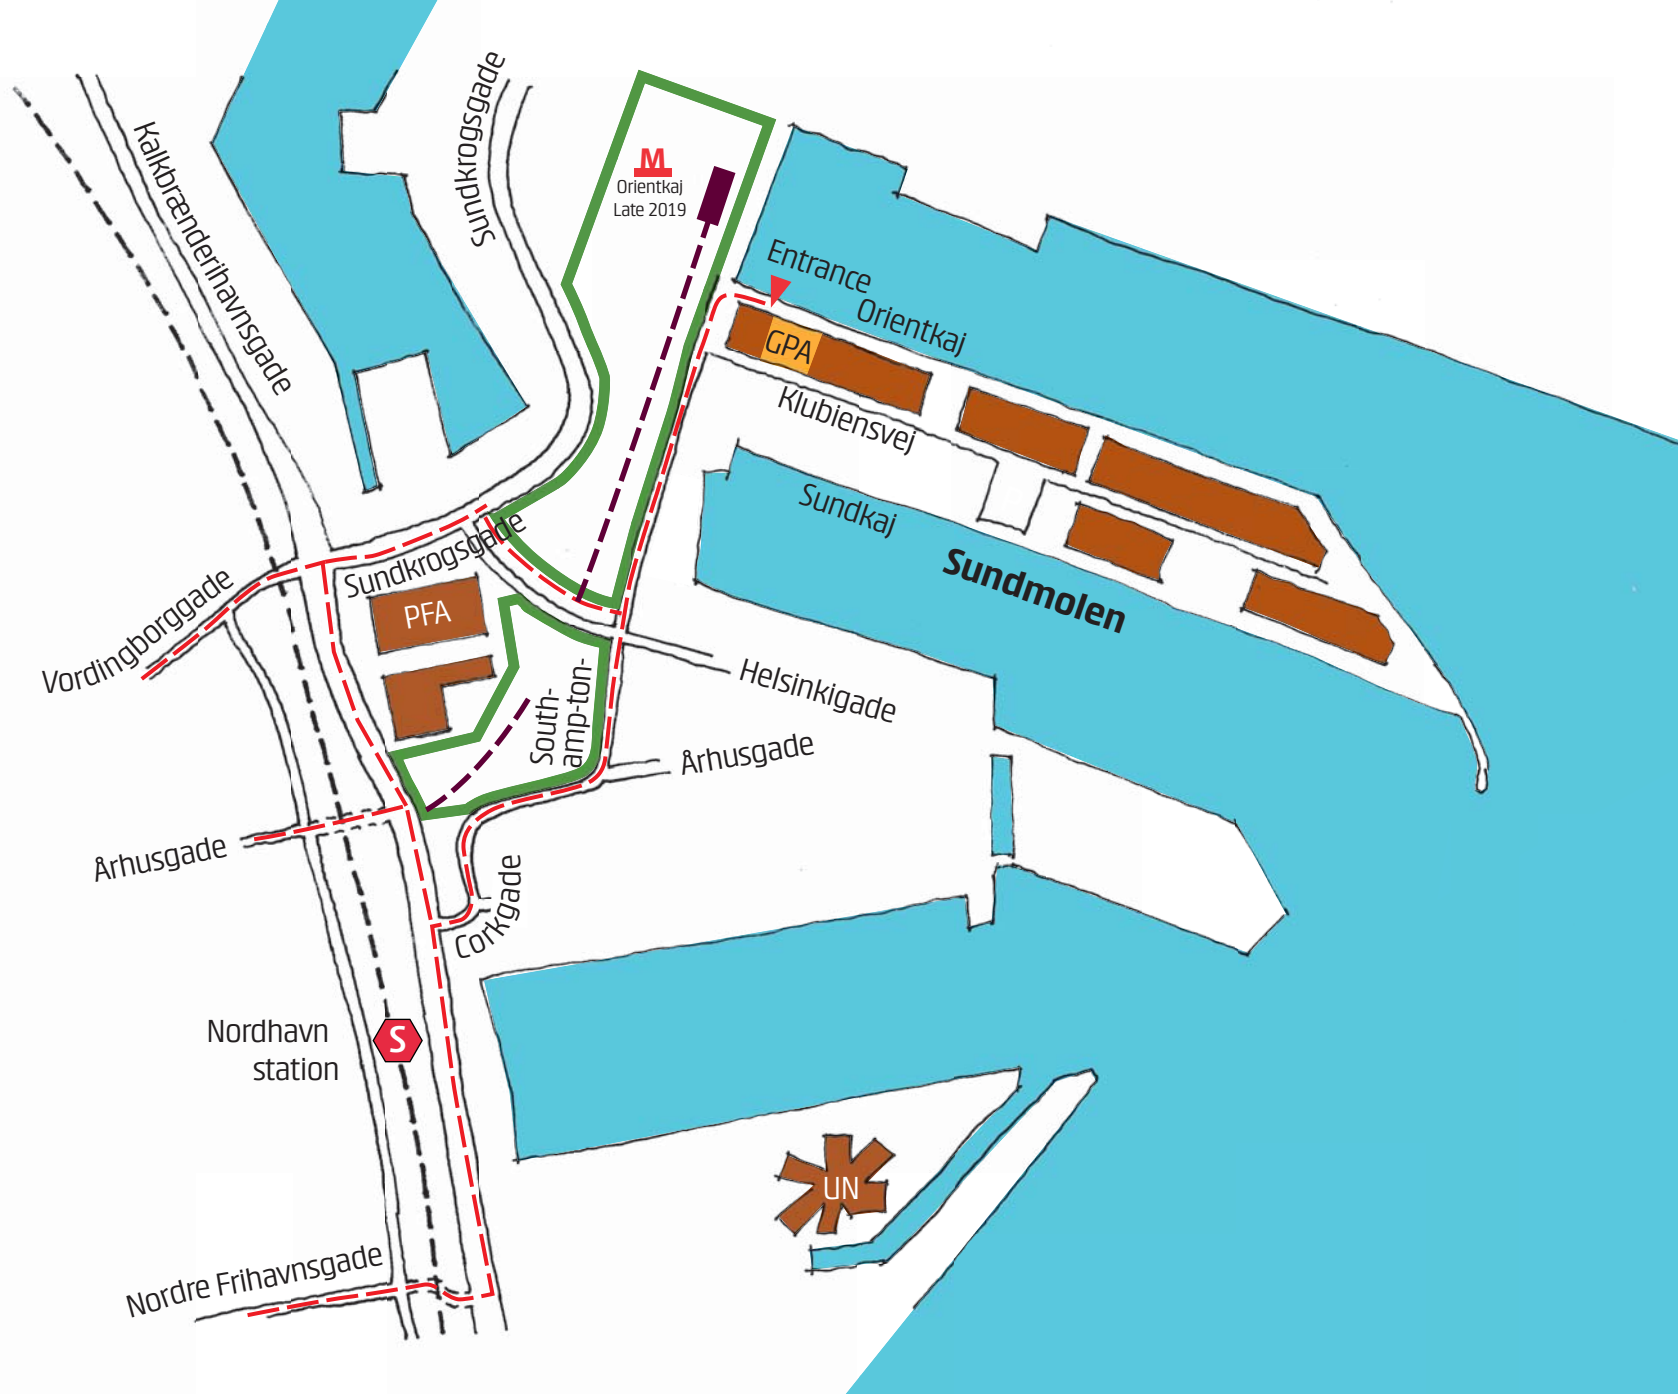 Sundkrogsgade
Kalkbrænderihavnsgade
M
Orientkaj
Late 2019
Entrance
Orientkaj
GPA
Klubiensvej
Sundkaj
Sundmolen
Sundkrogsgade
Vordingborggade
PFA
Helsinkigade
South-
amp-ton-
Århusgade
Århusgade
Corkgade
Nordhavn
station
S
UN
Nordre Frihavnsgade